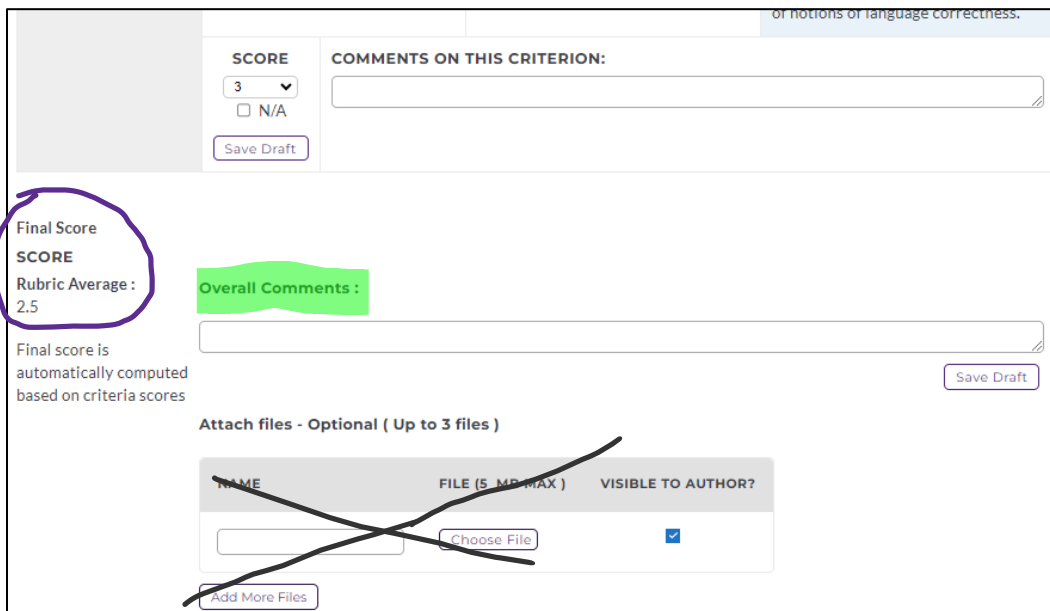 of notions of language correctness.
SCORE
COMMENTS ON THIS CRITERION:
3
N/A
Save Draft
Final Score
SCORE
Rubric Average :
2.5
Overall Comments :
Final score is
automatically computed
based on criteria scores
Save Draft
Attach files - Optional ( Up to 3 files )
NAME
FILE (5 MB MAX )
VISIBLE TO AUTHOR?
Choose File
Add More Files